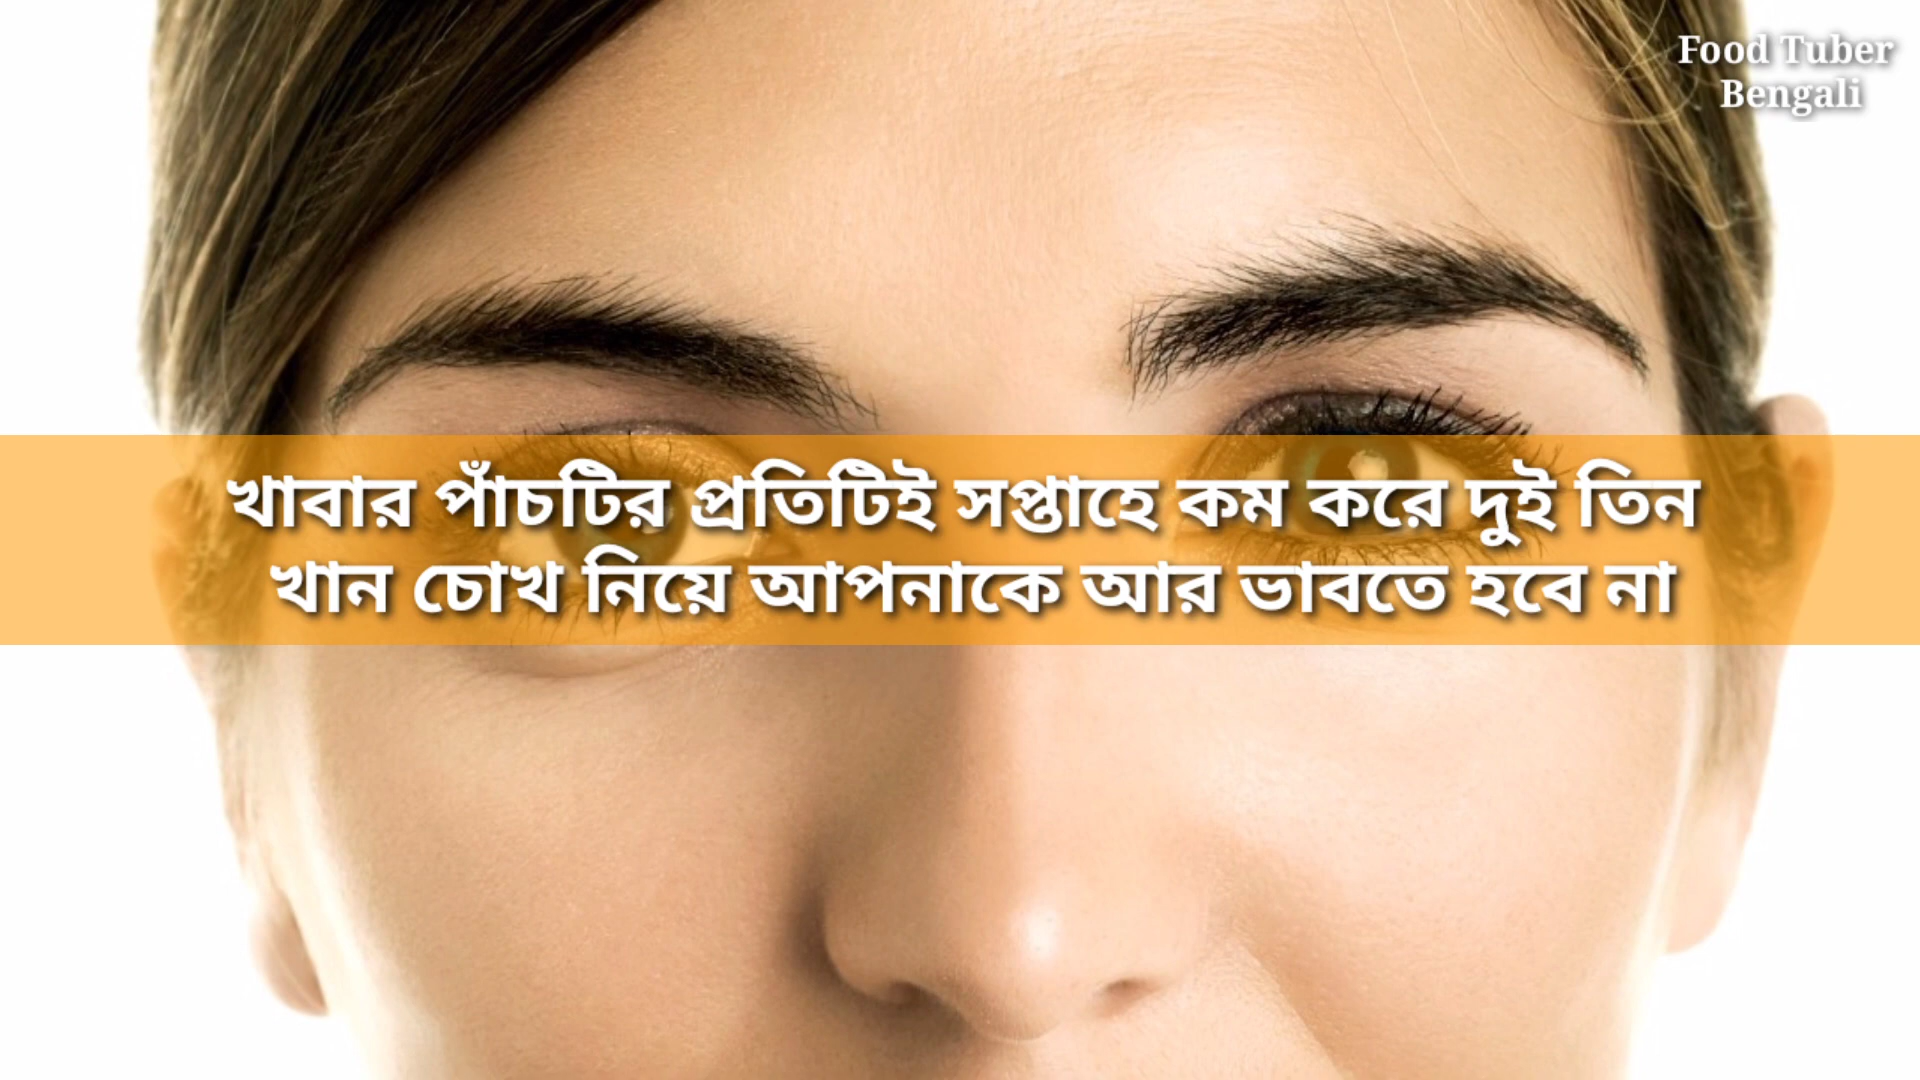 Food Tuber
Bengali
খাবার পাঁচটির প্রতিটিই সপ্তাহে কম করে দুই তিন
খান চোখ নিয়ে আপনাকে আর ভাবতে হবে না